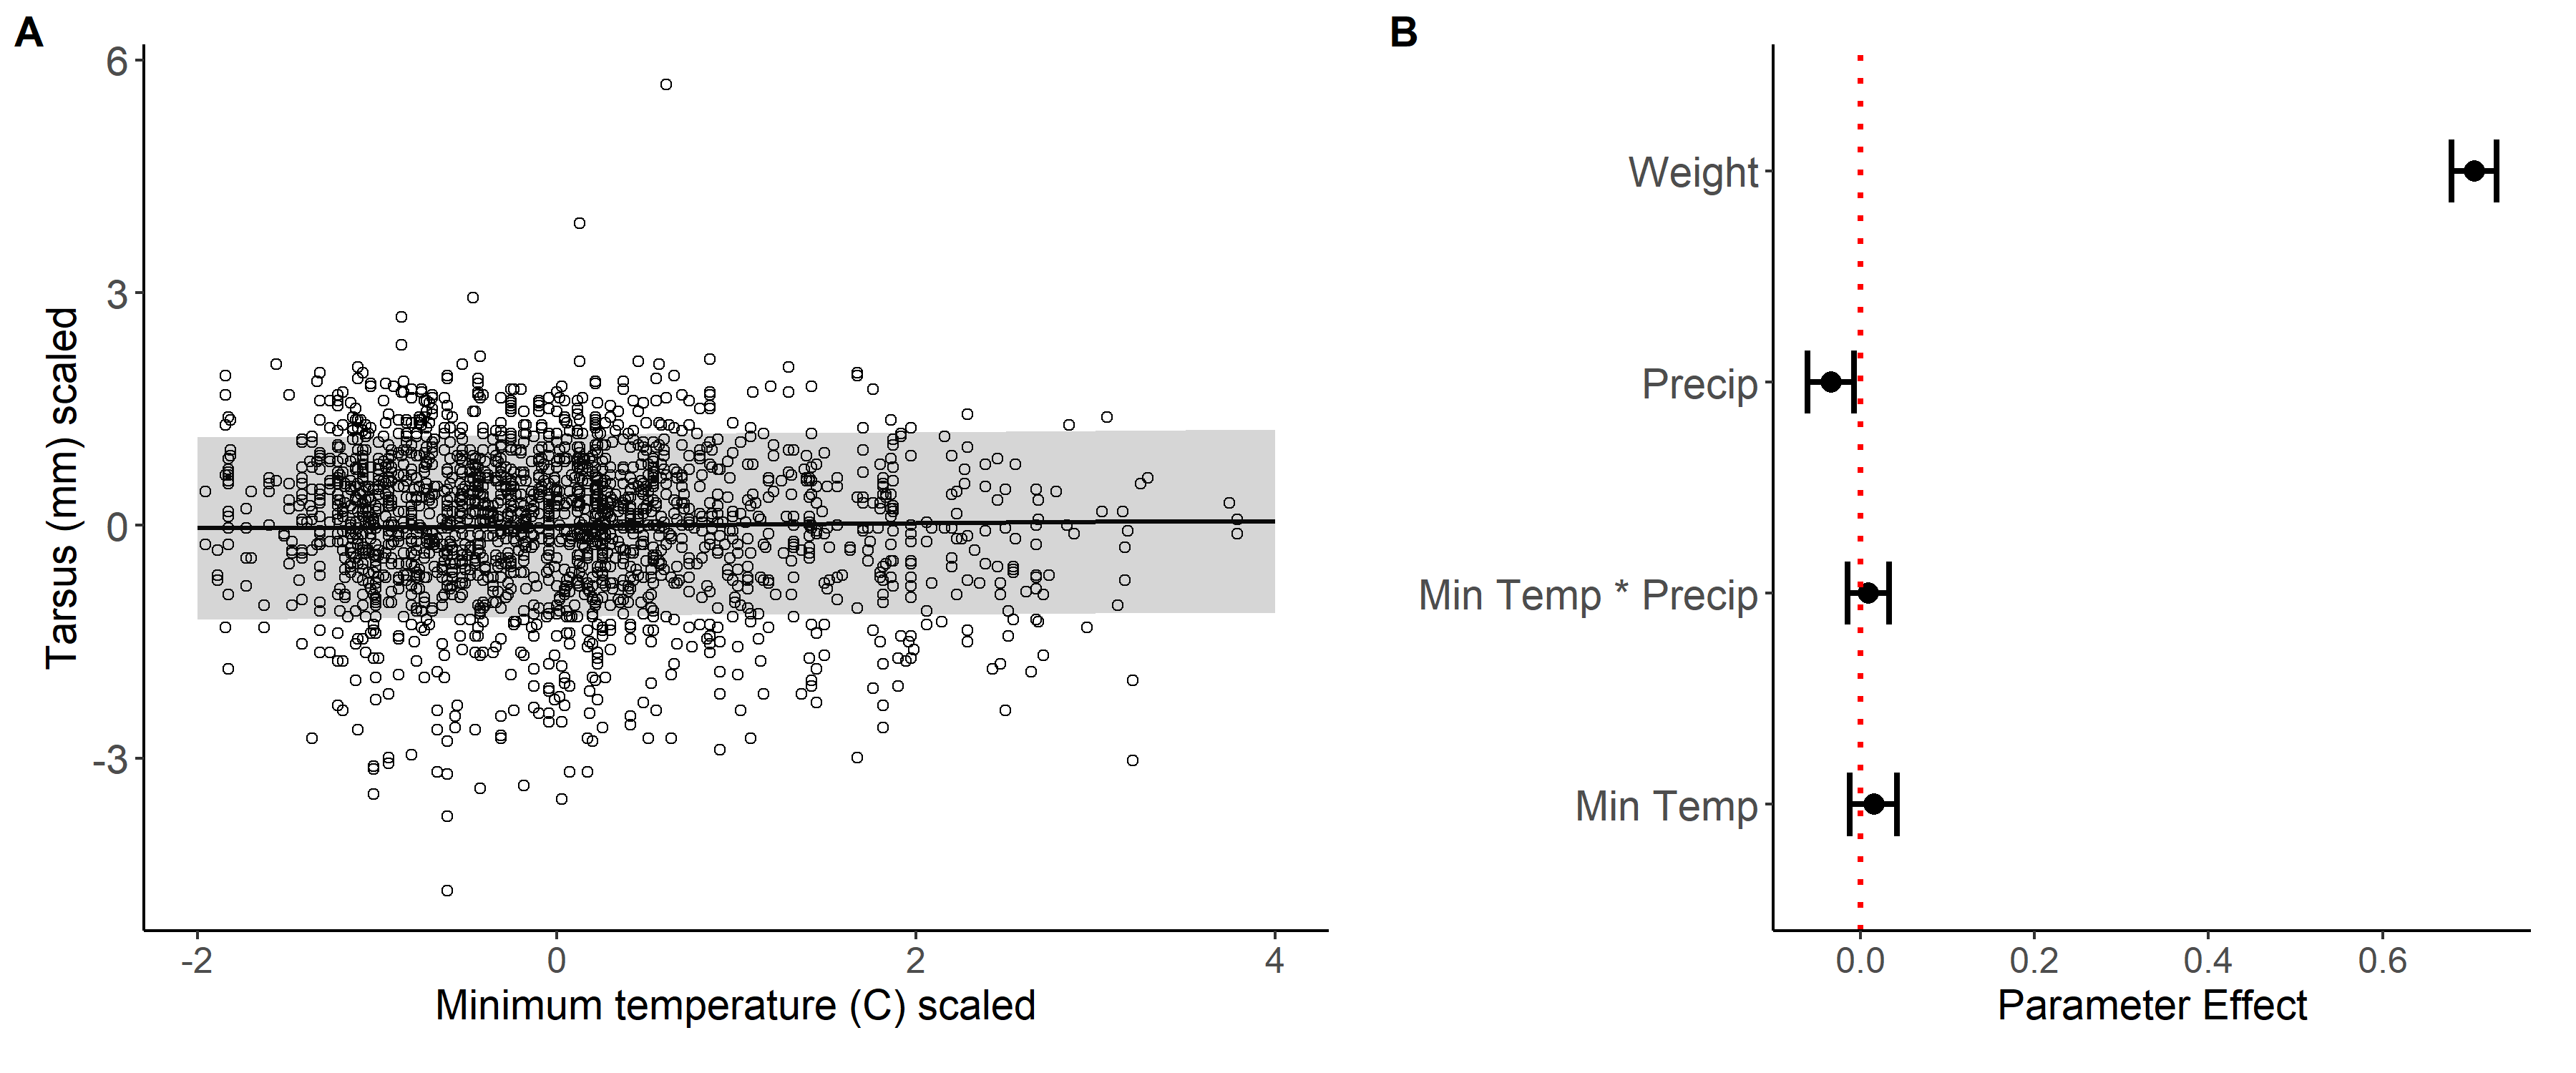 A
6
3
0
-3
Tarsus (mm) scaled
-2 0 2 4
Minimum temperature (C) scaled
B
Weight
Precip
Min Temp * Precip
Min Temp
0.0 0.2 0.4 0.6
Parameter Effect